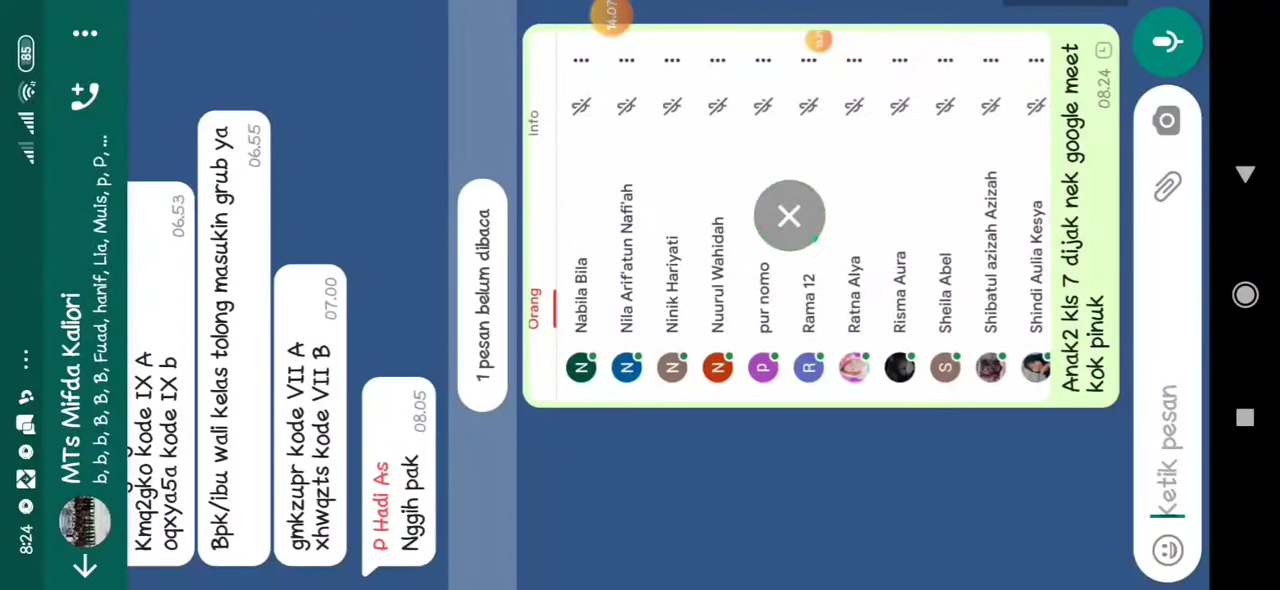 8:24
85
MTs Mifda Kaliori
b, b, b, B, B, B, Fuad, hanif, Lia, Muls, p, P, ...
Kmq2gko kode IX A
oqxya5a kode IX b
06.53
Bpk/ibu wali kelas tolong masukin grub ya
06.55
gmkzupr kode VII A
xhwqzts kode VII B
07.00
P Hadi As
Nggih pak
08.05
1 pesan belum dibaca
14.07
Orang
Info
N
Nabila Bila
N
Nila Arif'atun Nafi'ah
N
Ninik Hariyati
N
Nuurul Wahidah
p
pur nomo
R
Rama 12
Ratna Alya
Risma Aura
S
Sheila Abel
Shibatul azizah Azizah
Shindi Aulia Kesya
Anak2 kls 7 dijak nek google meet
kok pinuk
08.24
Ketik pesan